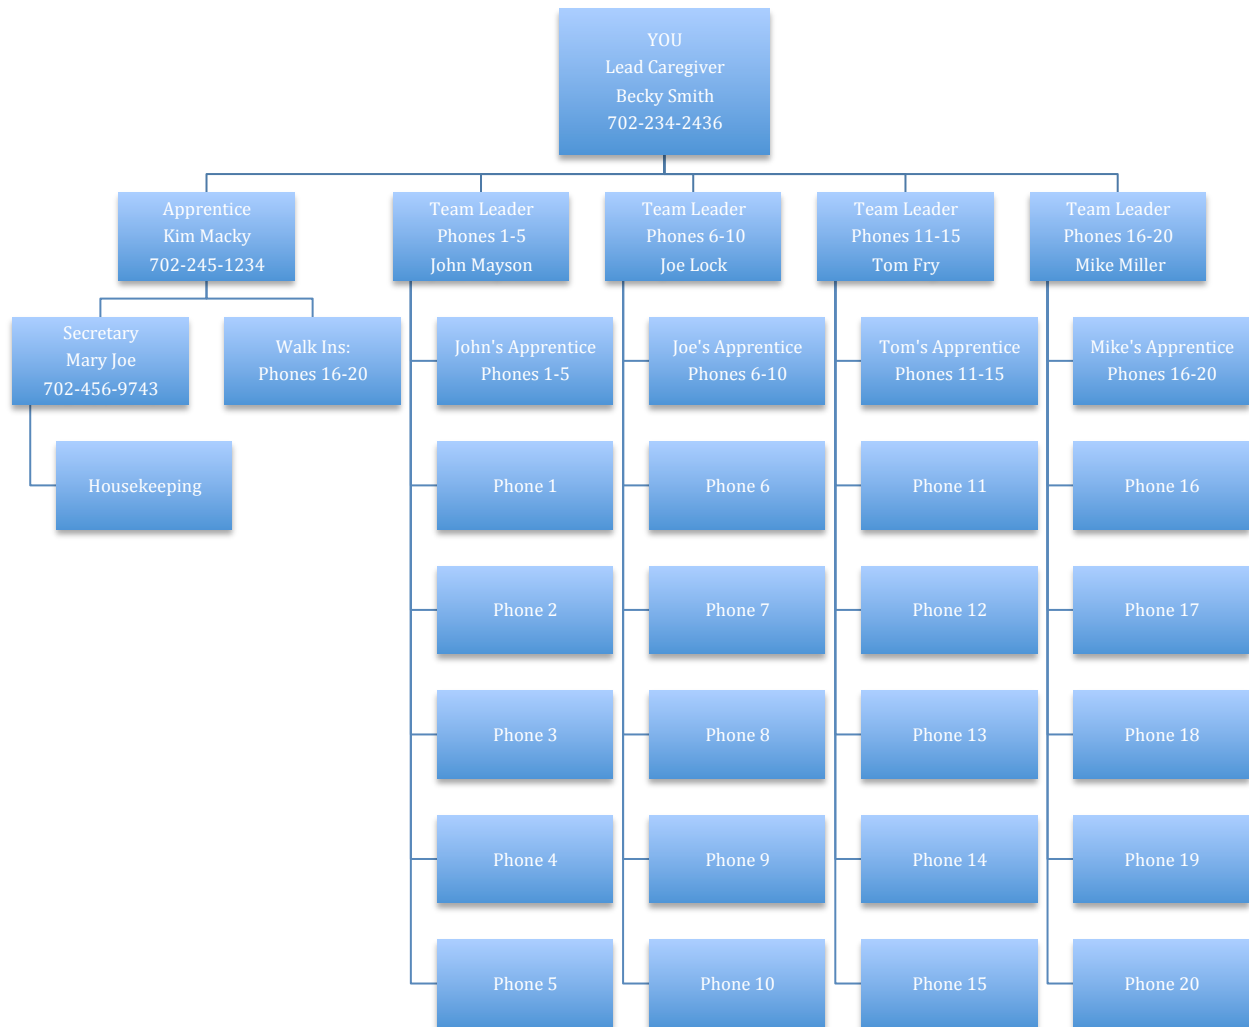 YOU
Lead Caregiver
Becky Smith
702-234-2436
Apprentice
Kim Macky
702-245-1234
Team Leader
Phones 1-5
John Mayson
Team Leader
Phones 6-10
Joe Lock
Team Leader
Phones 11-15
Tom Fry
Team Leader
Phones 16-20
Mike Miller
Secretary
Mary Joe
702-456-9743
Walk Ins:
Phones 16-20
John's Apprentice
Phones 1-5
Joe's Apprentice
Phones 6-10
Tom's Apprentice
Phones 11-15
Mike's Apprentice
Phones 16-20
Housekeeping
Phone 1
Phone 6
Phone 11
Phone 16
Phone 2
Phone 7
Phone 12
Phone 17
Phone 3
Phone 8
Phone 13
Phone 18
Phone 4
Phone 9
Phone 14
Phone 19
Phone 5
Phone 10
Phone 15
Phone 20